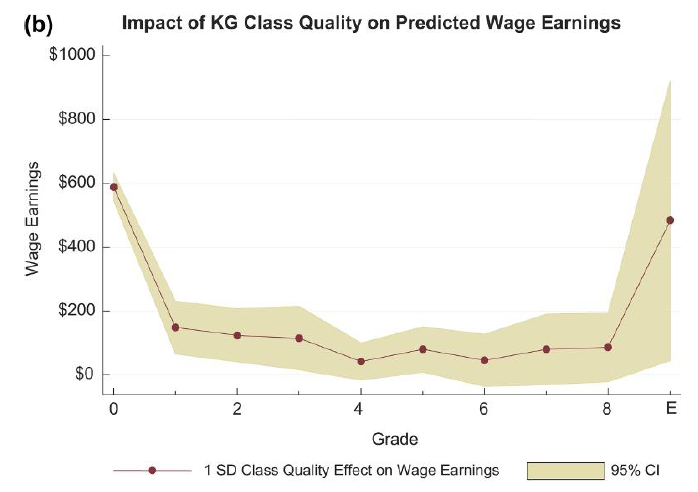 (b) Impact of KG Class Quality on Predicted Wage Earnings
$1000
$800
$600
$400
$200
$0
Wage Earnings
0 2 4 6 8 E
Grade
1 SD Class Quality Effect on Wage Earnings 95% CI